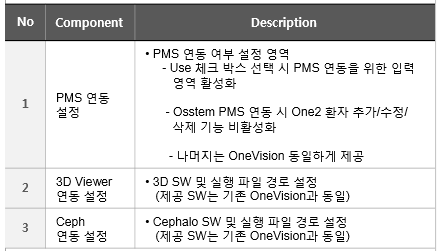 No Component Description
1
PMS 연동
설정
• PMS 연동 여부 설정 영역
- Use 체크 박스 선택 시 PMS 연동을 위한 입력
영역 활성화
- Osstem PMS 연동 시 One2 환자 추가/수정/
삭제 기능 비활성화
- 나머지는 OneVision 동일하게 제공
2
3D Viewer
연동 설정
• 3D SW 및 실행 파일 경로 설정
(제공 SW는 기존 OneVision과 동일)
3
Ceph
연동 설정
• Cephalo SW 및 실행 파일 경로 설정
(제공 SW는 기존 OneVision과 동일)